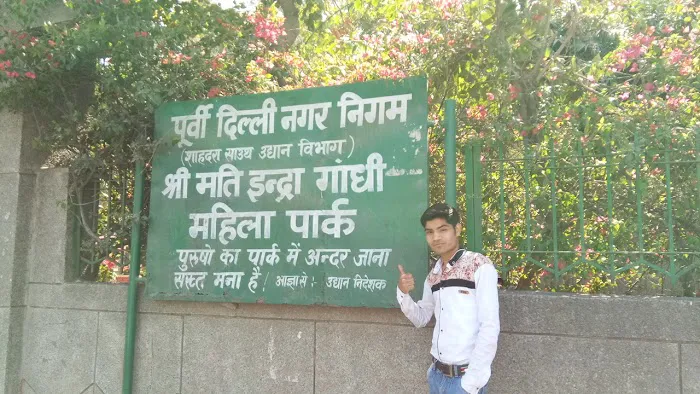 पूर्वी दिल्ली नगर निगम
(शाहदरा साउथ उद्यान विभाग)
श्री मति इन्द्रा गांधी
महिला पार्क
पुरुषो का पार्क में अन्दर जाना
सख्त मना है! आज्ञा से :- उद्यान निदेशक